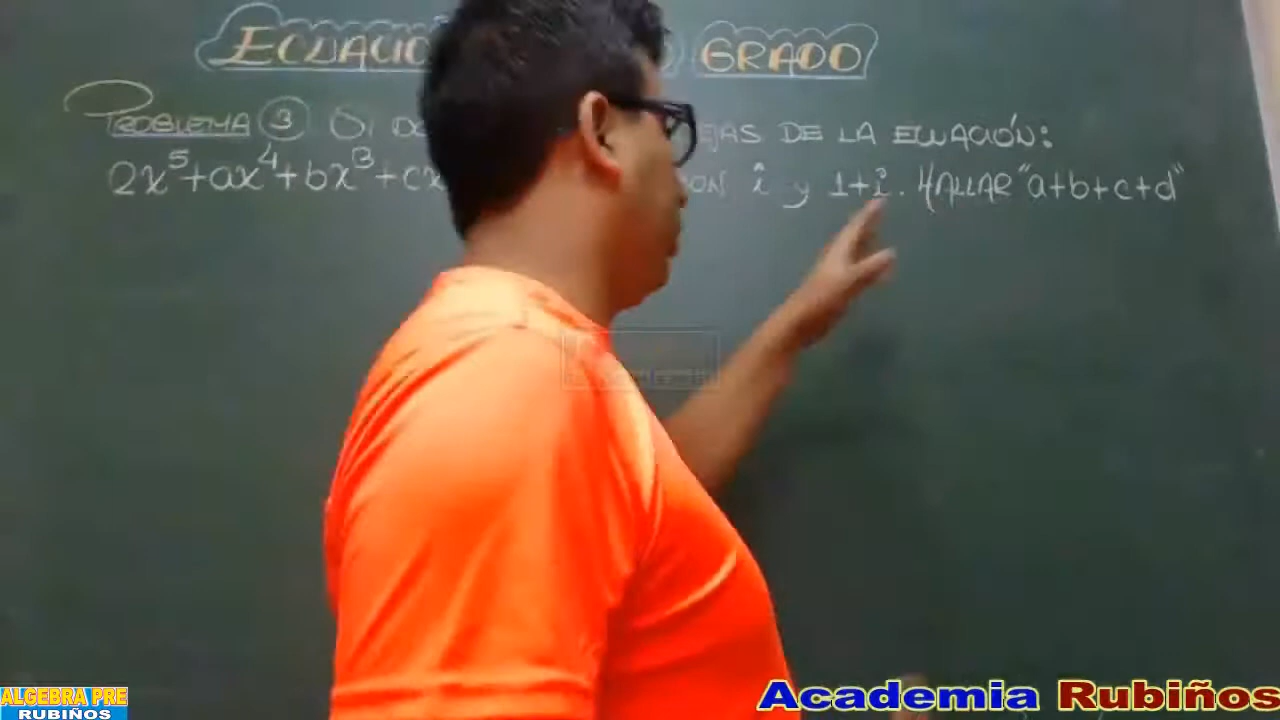 ECUACIO GRADO
PROBLEMA 3 SI JAS DE LA ECUACIÓN:
2x⁵+ax⁴+bx³+cx ON i y 1+i. HALLAR "a+b+c+d"
ALGEBRA PRE
RUBIÑOS
Academia Rubiños